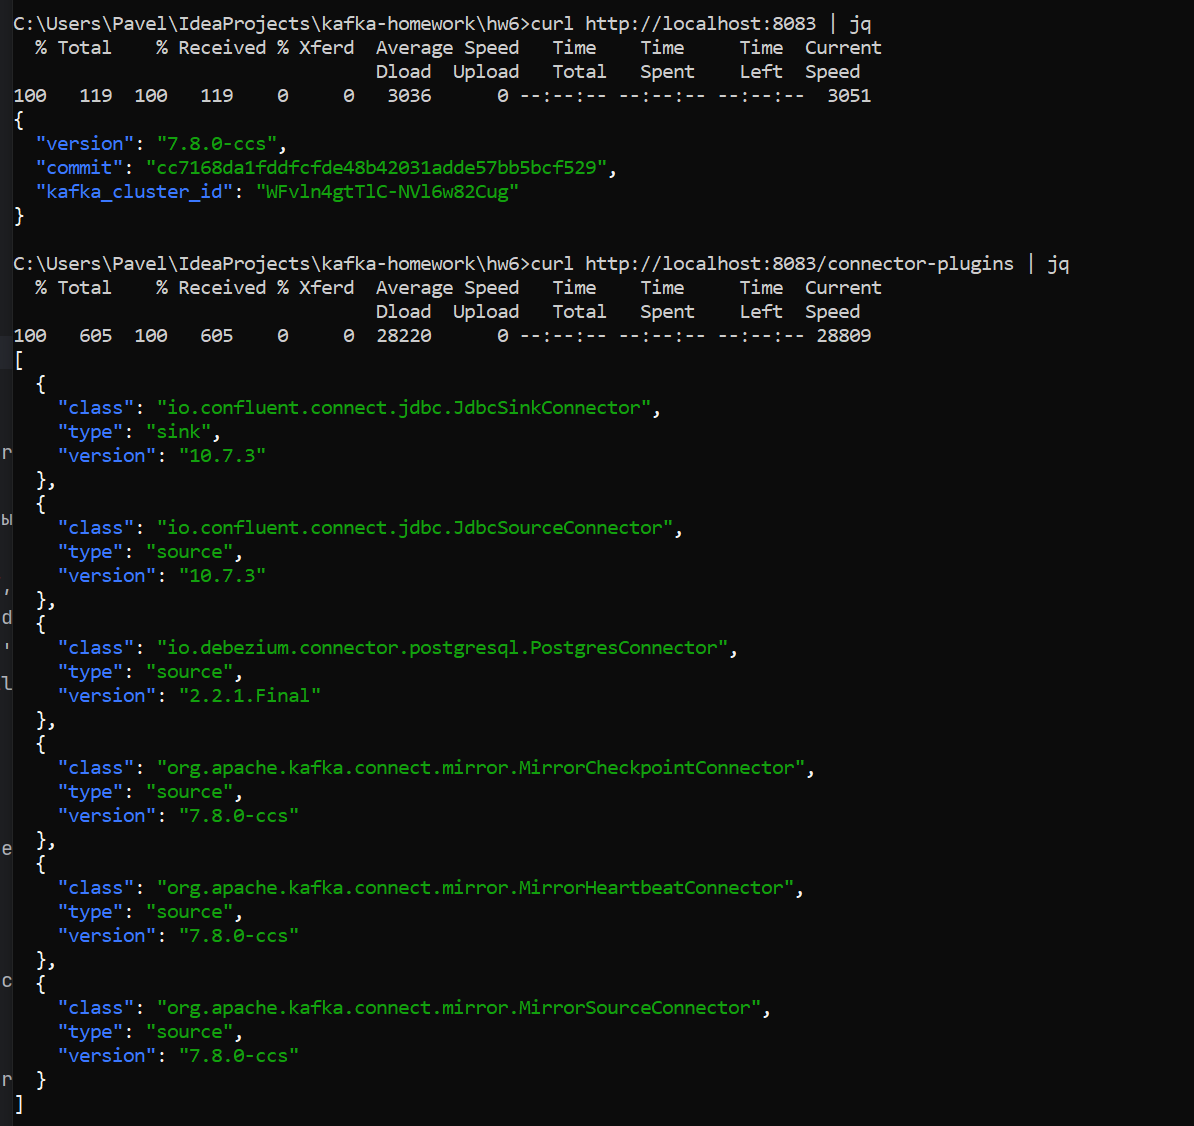 C:\Users\Pavel\IdeaProjects\kafka-homework\hw6>curl http://localhost:8083 | jq
  % Total    % Received % Xferd  Average Speed   Time    Time     Time  Current
                                 Dload  Upload   Total   Spent    Left  Speed
100   119  100   119    0     0   3036      0 --:--:-- --:--:-- --:--:--  3051
{
  "version": "7.8.0-ccs",
  "commit": "cc7168da1fddfcfde48b42031adde57bb5bcf529",
  "kafka_cluster_id": "WFvln4gtTlC-NVl6w82Cug"
}
C:\Users\Pavel\IdeaProjects\kafka-homework\hw6>curl http://localhost:8083/connector-plugins | jq
  % Total    % Received % Xferd  Average Speed   Time    Time     Time  Current
                                 Dload  Upload   Total   Spent    Left  Speed
100   605  100   605    0     0  28220      0 --:--:-- --:--:-- --:--:-- 28809
[
  {
    "class": "io.confluent.connect.jdbc.JdbcSinkConnector",
    "type": "sink",
    "version": "10.7.3"
  },
  {
    "class": "io.confluent.connect.jdbc.JdbcSourceConnector",
    "type": "source",
    "version": "10.7.3"
  },
  {
    "class": "io.debezium.connector.postgresql.PostgresConnector",
    "type": "source",
    "version": "2.2.1.Final"
  },
  {
    "class": "org.apache.kafka.connect.mirror.MirrorCheckpointConnector",
    "type": "source",
    "version": "7.8.0-ccs"
  },
  {
    "class": "org.apache.kafka.connect.mirror.MirrorHeartbeatConnector",
    "type": "source",
    "version": "7.8.0-ccs"
  },
  {
    "class": "org.apache.kafka.connect.mirror.MirrorSourceConnector",
    "type": "source",
    "version": "7.8.0-ccs"
  }
]